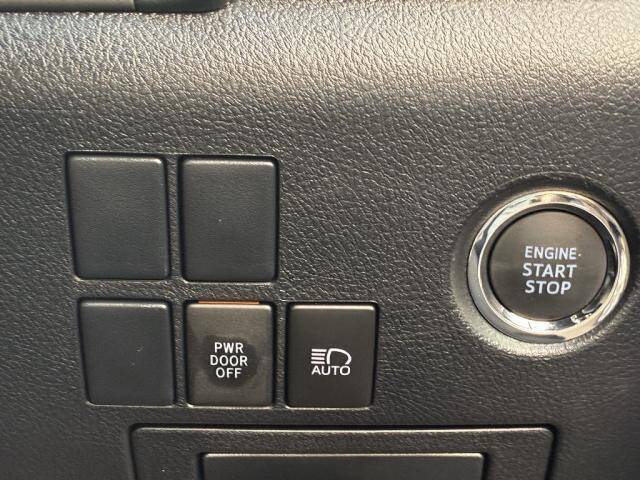 ENGINE
START
STOP
PWR
DOOR
OFF
AUTO